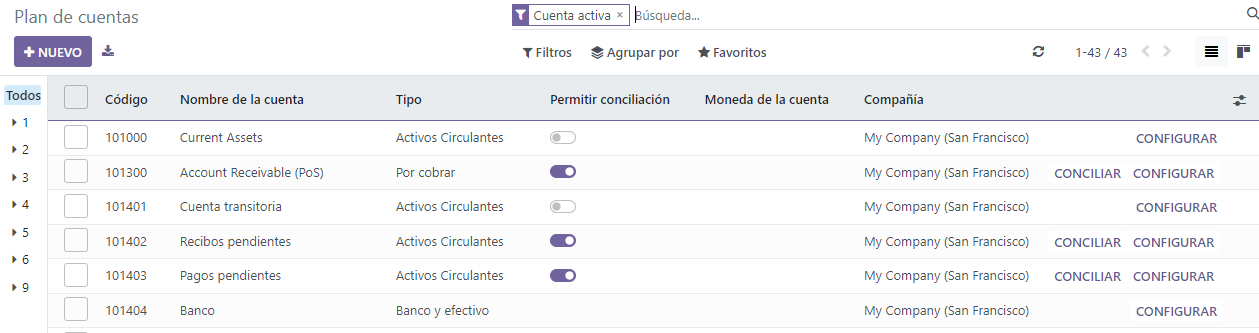 Plan de cuentas
Cuenta activa × Búsqueda...
+ NUEVO
Filtros Agrupar por Favoritos 1-43 / 43
Todos Código Nombre de la cuenta Tipo Permitir conciliación Moneda de la cuenta Compañía
1 101000 Current Assets Activos Circulantes My Company (San Francisco) CONFIGURAR
2
3 101300 Account Receivable (PoS) Por cobrar My Company (San Francisco) CONCILIAR CONFIGURAR
4 101401 Cuenta transitoria Activos Circulantes My Company (San Francisco) CONFIGURAR
5 101402 Recibos pendientes Activos Circulantes My Company (San Francisco) CONCILIAR CONFIGURAR
6
9 101403 Pagos pendientes Activos Circulantes My Company (San Francisco) CONCILIAR CONFIGURAR
101404 Banco Banco y efectivo My Company (San Francisco) CONFIGURAR